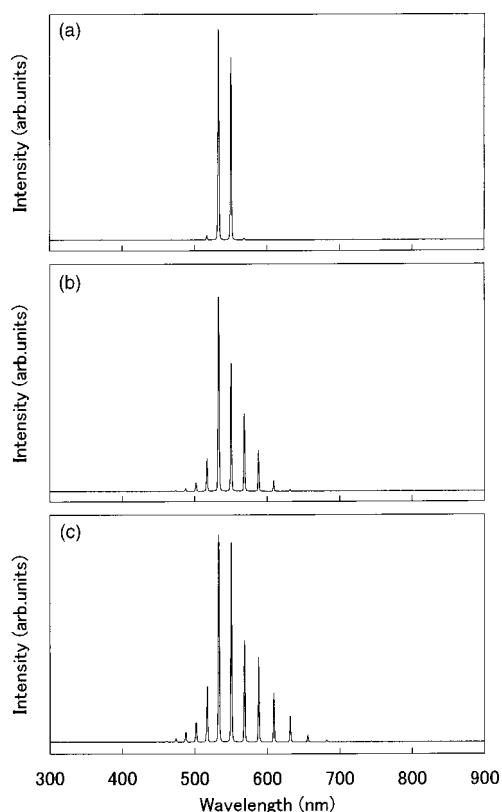 (a)
Intensity (arb.units)
(b)
Intensity (arb.units)
(c)
Intensity (arb.units)
300 400 500 600 700 800 900
Wavelength (nm)